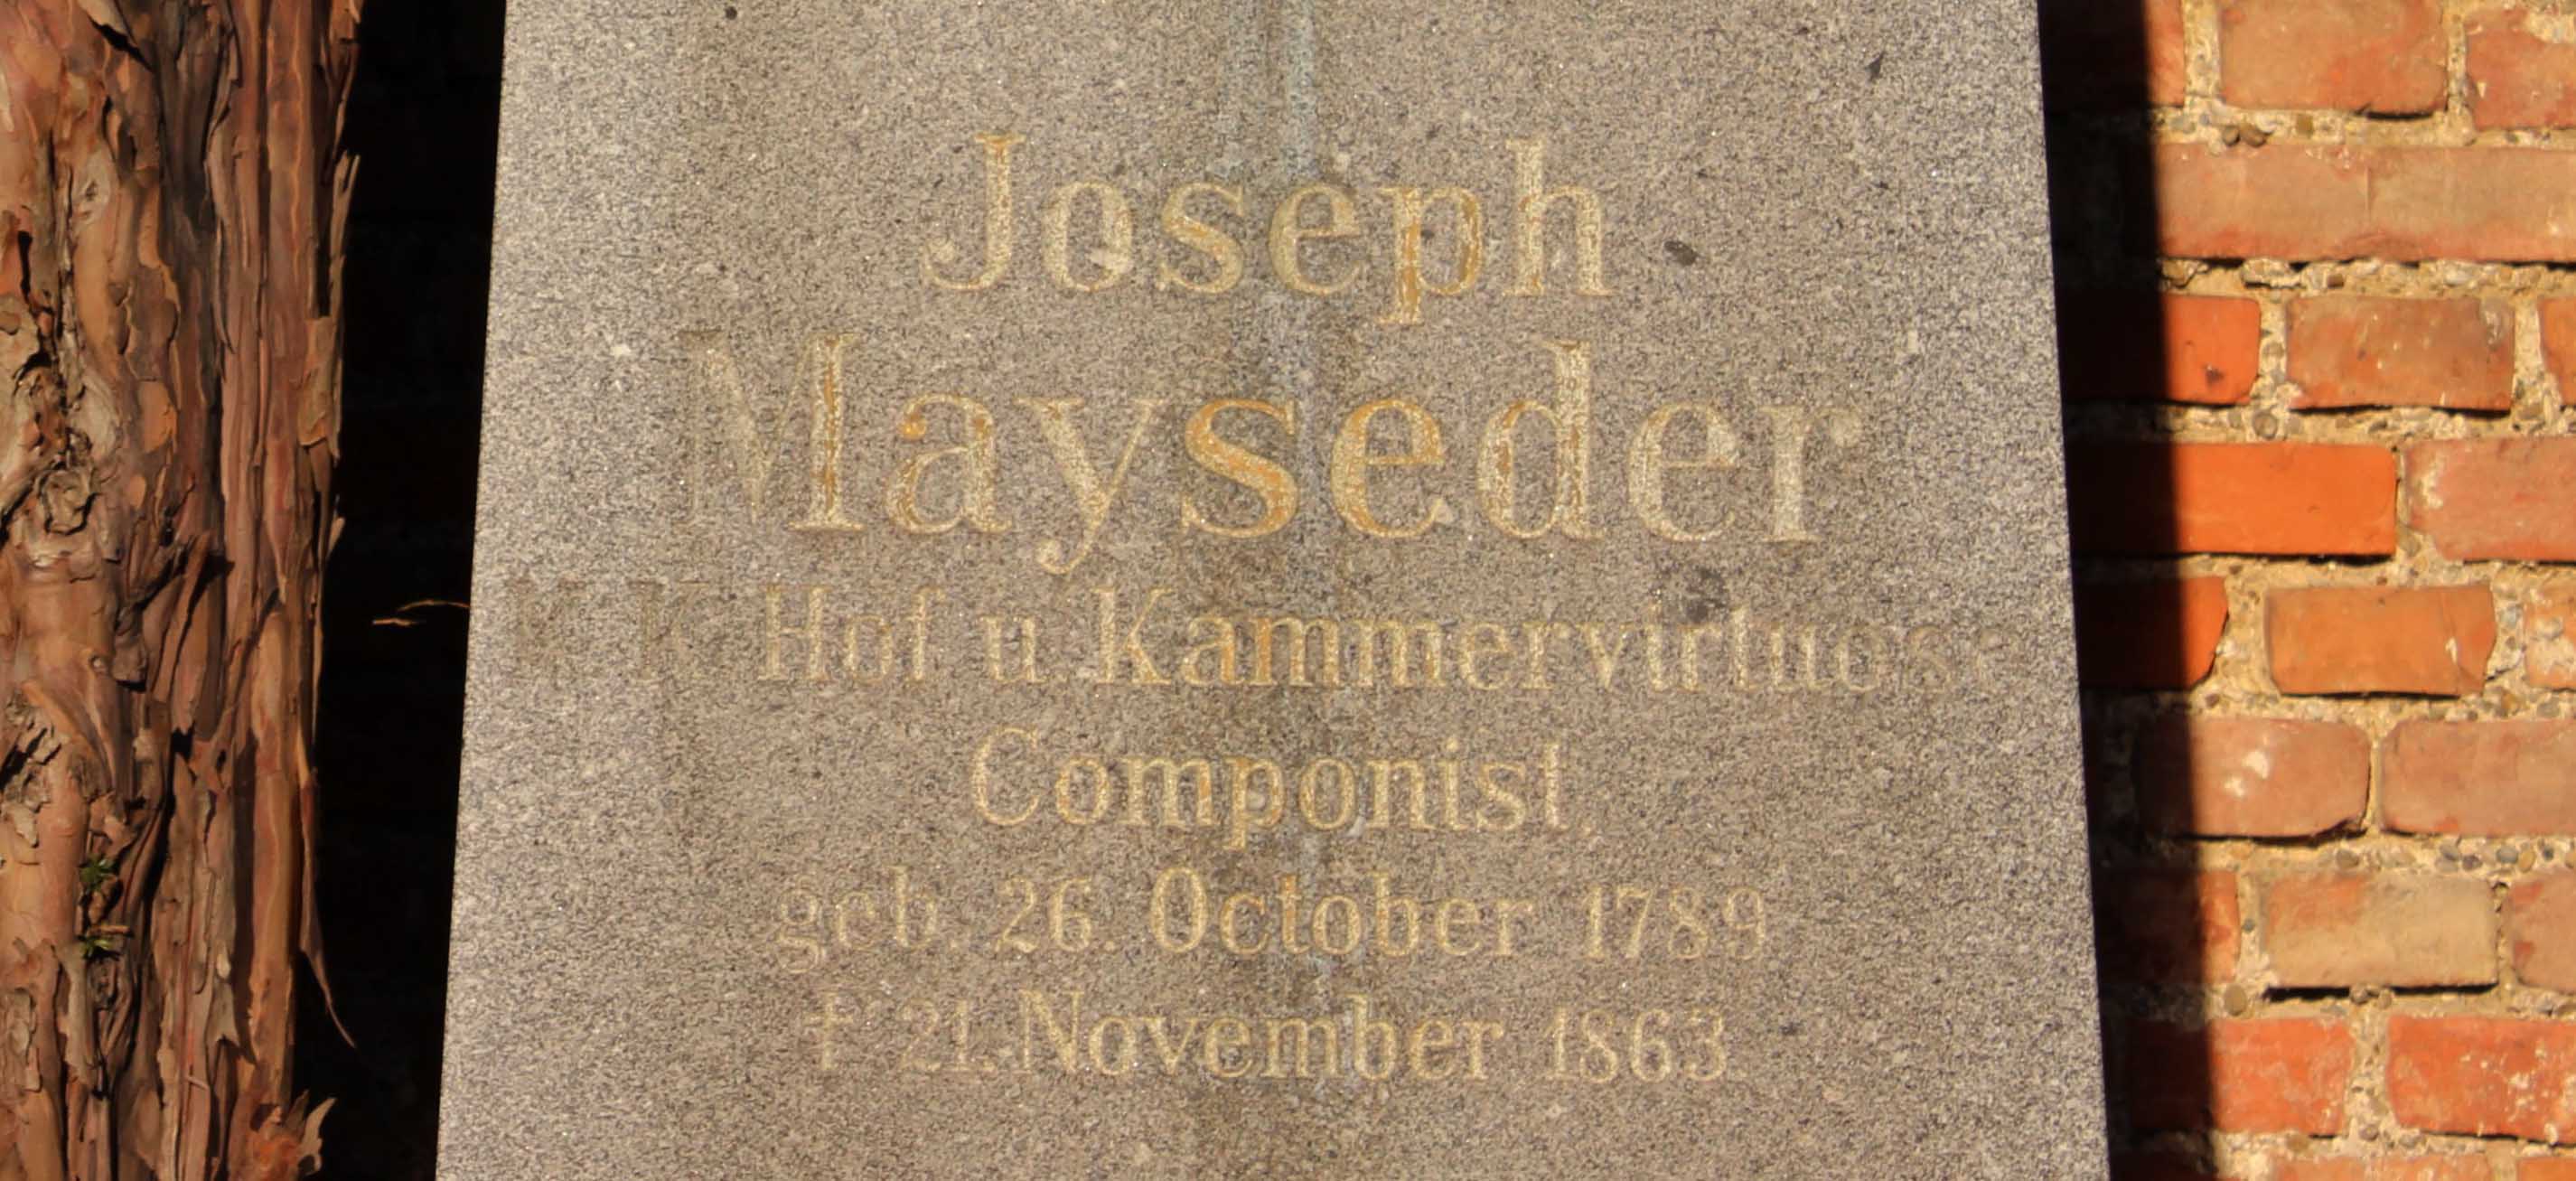 Joseph
Mayseder
K. K. Hof u. Kammervirtuose
Componist,
geb. 26. October 1789
† 21. November 1863.